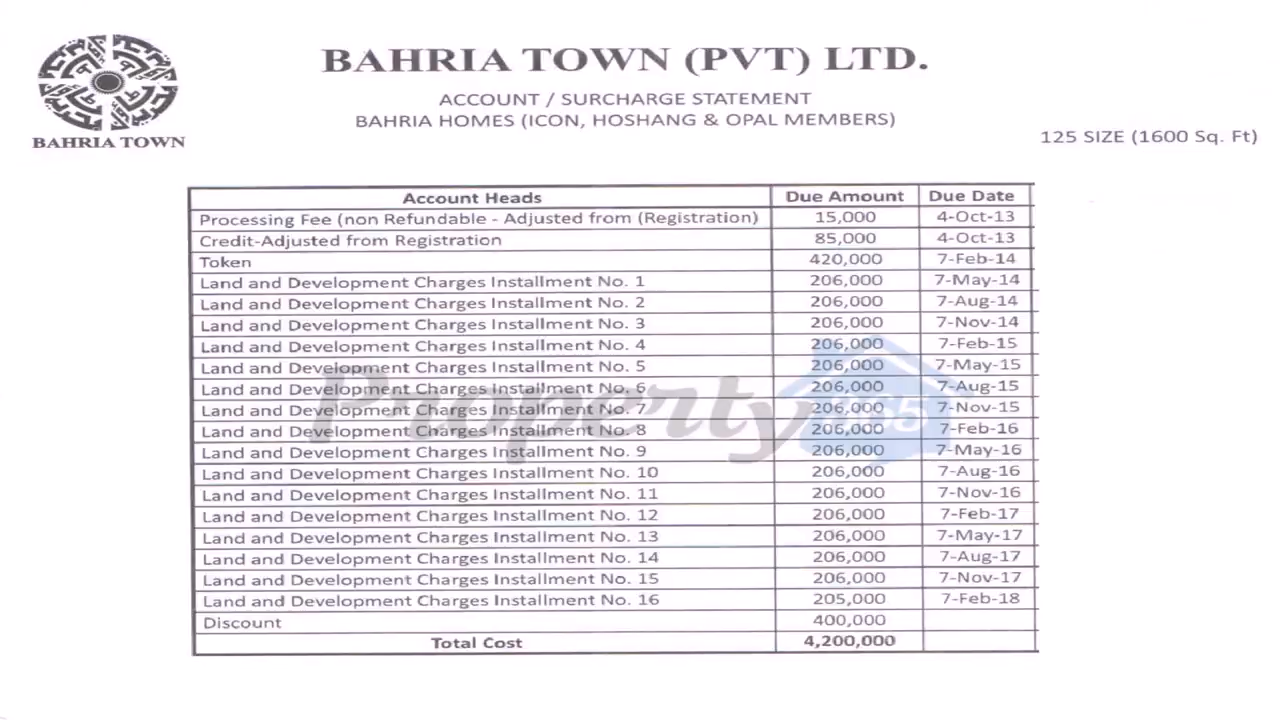 BAHRIA TOWN (PVT) LTD.
ACCOUNT / SURCHARGE STATEMENT
BAHRIA HOMES (ICON, HOSHANG & OPAL MEMBERS)
BAHRIA TOWN
125 SIZE (1600 Sq. Ft)
Account Heads Due Amount Due Date
Processing Fee (non Refundable - Adjusted from (Registration) 15,000 4-Oct-13
Credit-Adjusted from Registration 85,000 4-Oct-13
Token 420,000 7-Feb-14
Land and Development Charges Installment No. 1 206,000 7-May-14
Land and Development Charges Installment No. 2 206,000 7-Aug-14
Land and Development Charges Installment No. 3 206,000 7-Nov-14
Land and Development Charges Installment No. 4 206,000 7-Feb-15
Land and Development Charges Installment No. 5 206,000 7-May-15
Land and Development Charges Installment No. 6 206,000 7-Aug-15
Land and Development Charges Installment No. 7 206,000 7-Nov-15
Land and Development Charges Installment No. 8 206,000 7-Feb-16
Land and Development Charges Installment No. 9 206,000 7-May-16
Land and Development Charges Installment No. 10 206,000 7-Aug-16
Land and Development Charges Installment No. 11 206,000 7-Nov-16
Land and Development Charges Installment No. 12 206,000 7-Feb-17
Land and Development Charges Installment No. 13 206,000 7-May-17
Land and Development Charges Installment No. 14 206,000 7-Aug-17
Land and Development Charges Installment No. 15 206,000 7-Nov-17
Land and Development Charges Installment No. 16 205,000 7-Feb-18
Discount 400,000
Total Cost 4,200,000
Property